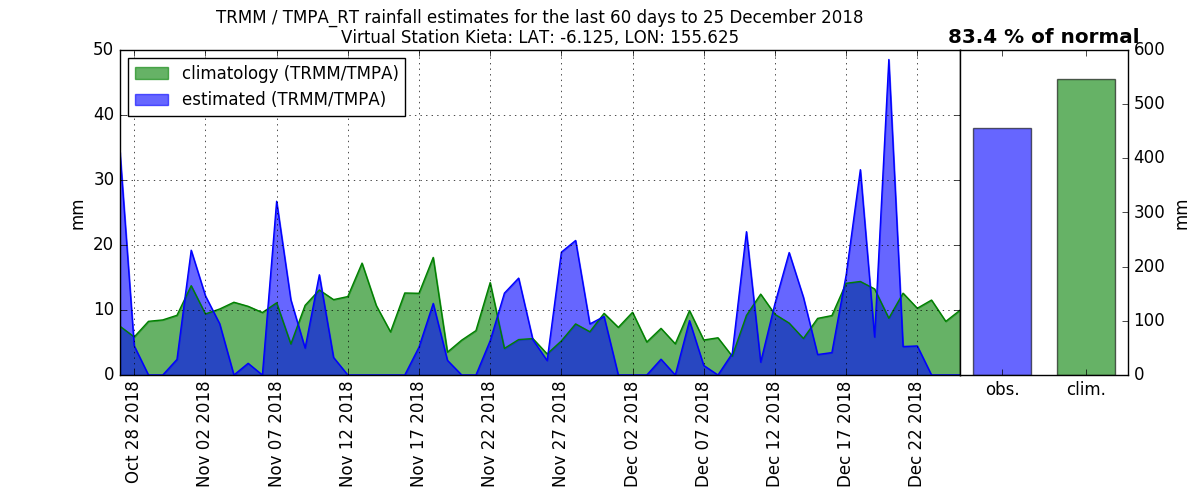 TRMM / TMPA_RT rainfall estimates for the last 60 days to 25 December 2018
Virtual Station Kieta: LAT: -6.125, LON: 155.625
83.4 % of normal
climatology (TRMM/TMPA)
estimated (TRMM/TMPA)
50
40
30
20
10
0
mm
Oct 28 2018
Nov 02 2018
Nov 07 2018
Nov 12 2018
Nov 17 2018
Nov 22 2018
Nov 27 2018
Dec 02 2018
Dec 07 2018
Dec 12 2018
Dec 17 2018
Dec 22 2018
600
500
400
300
200
100
0
mm
obs.
clim.